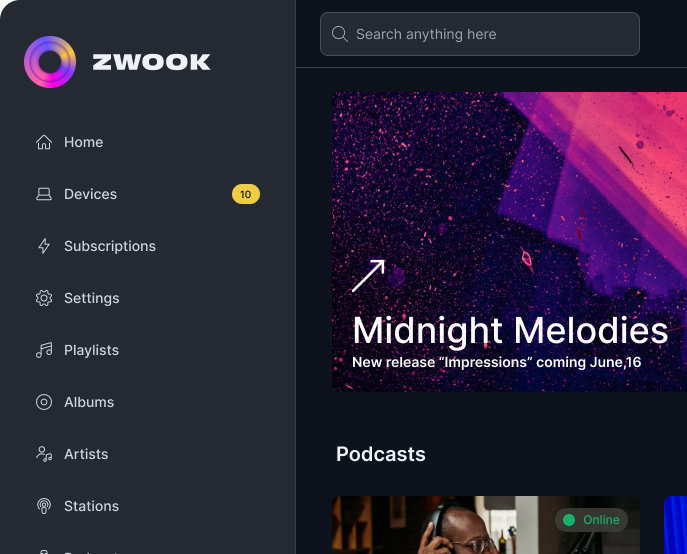 ZWOOK
Search anything here
Home
Devices
10
Subscriptions
Settings
Playlists
Albums
Artists
Stations
Midnight Melodies
New release “Impressions” coming June,16
Podcasts
Online